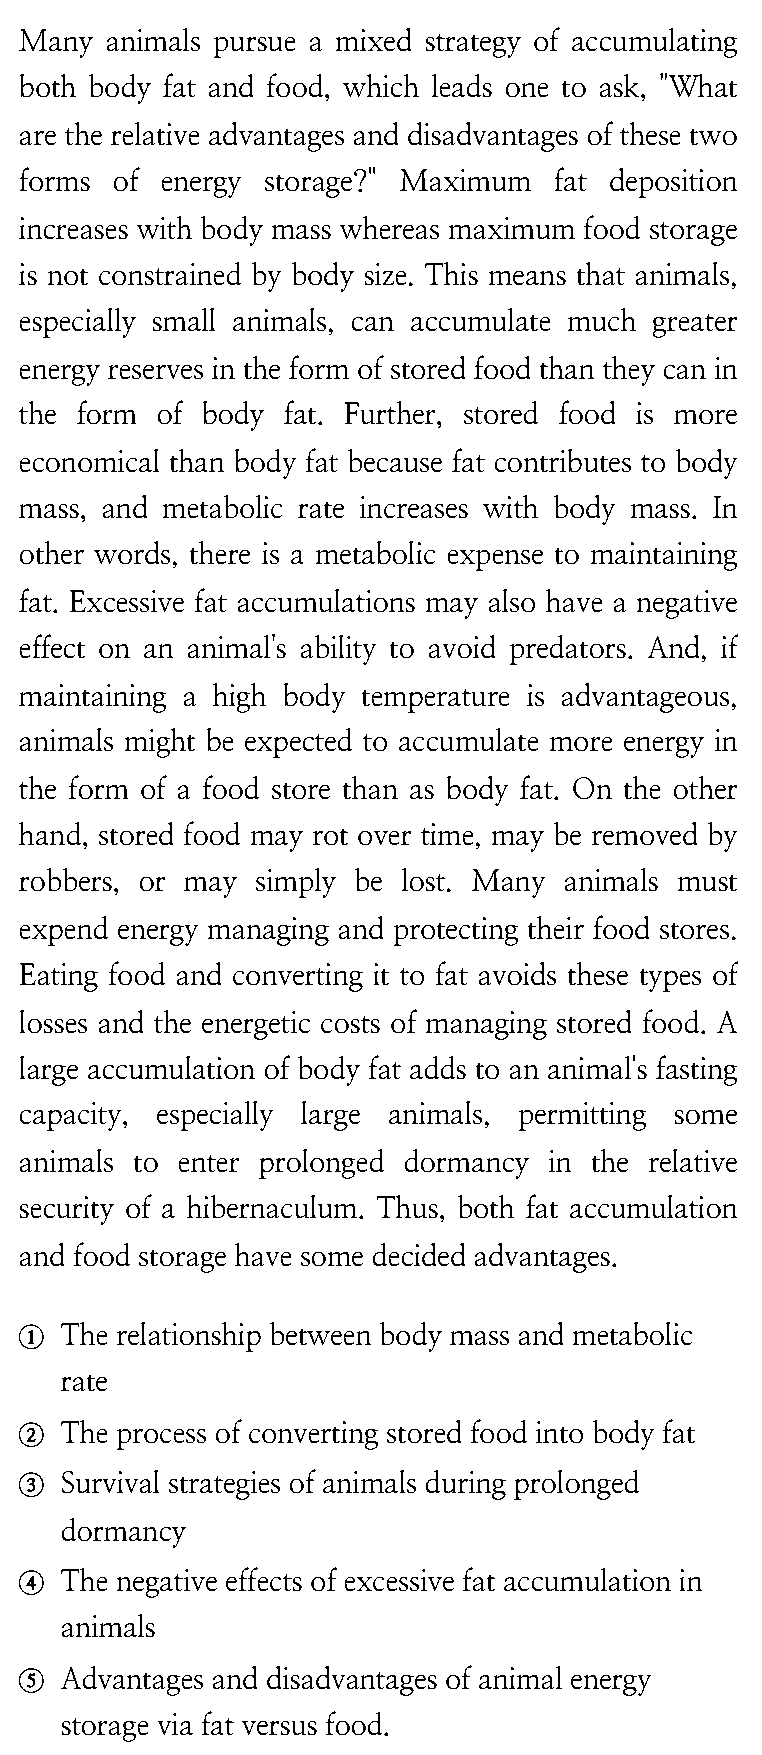 Many animals pursue a mixed strategy of accumulating
both body fat and food, which leads one to ask, "What
are the relative advantages and disadvantages of these two
forms of energy storage?" Maximum fat deposition
increases with body mass whereas maximum food storage
is not constrained by body size. This means that animals,
especially small animals, can accumulate much greater
energy reserves in the form of stored food than they can in
the form of body fat. Further, stored food is more
economical than body fat because fat contributes to body
mass, and metabolic rate increases with body mass. In
other words, there is a metabolic expense to maintaining
fat. Excessive fat accumulations may also have a negative
effect on an animal's ability to avoid predators. And, if
maintaining a high body temperature is advantageous,
animals might be expected to accumulate more energy in
the form of a food store than as body fat. On the other
hand, stored food may rot over time, may be removed by
robbers, or may simply be lost. Many animals must
expend energy managing and protecting their food stores.
Eating food and converting it to fat avoids these types of
losses and the energetic costs of managing stored food. A
large accumulation of body fat adds to an animal's fasting
capacity, especially large animals, permitting some
animals to enter prolonged dormancy in the relative
security of a hibernaculum. Thus, both fat accumulation
and food storage have some decided advantages.
① The relationship between body mass and metabolic
rate
② The process of converting stored food into body fat
③ Survival strategies of animals during prolonged
dormancy
④ The negative effects of excessive fat accumulation in
animals
⑤ Advantages and disadvantages of animal energy
storage via fat versus food.